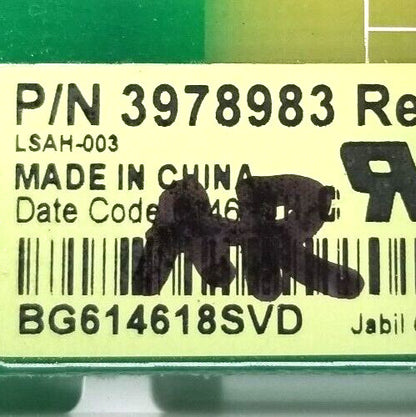 P/N 3978983 Re
LSAH-003
MADE IN CHINA
Date Code
BG614618SVD Jabil